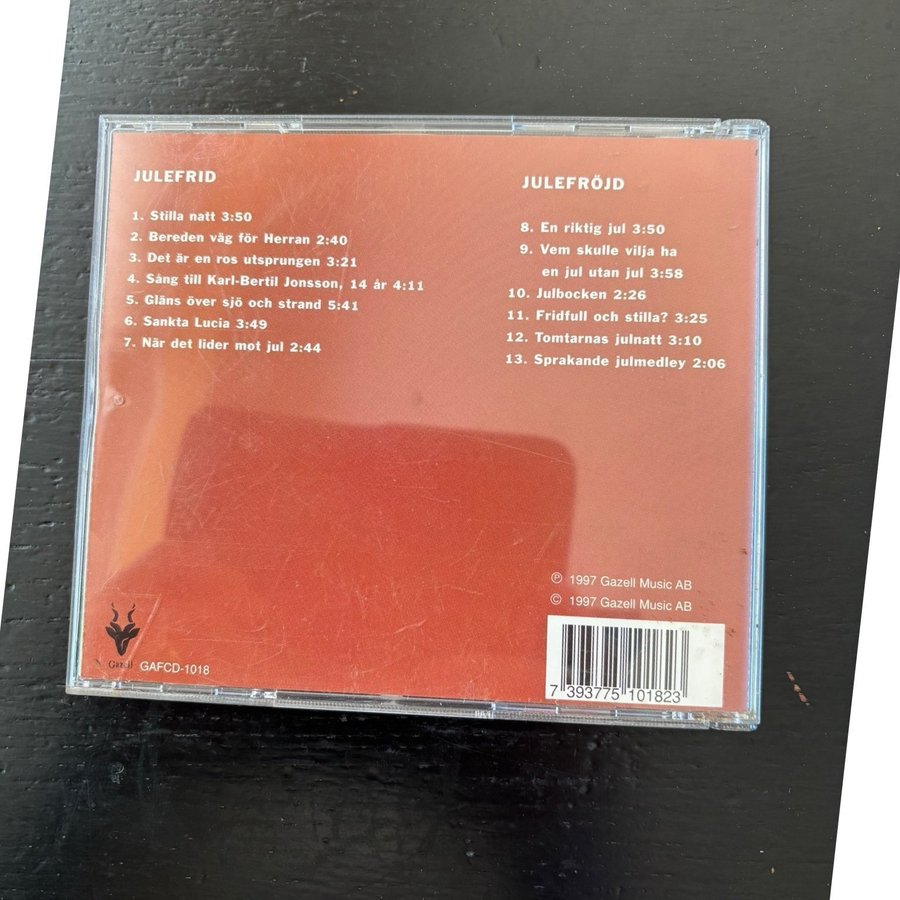 JULEFRID
1. Stilla natt 3:50
2. Bereden väg för Herran 2:40
3. Det är en ros utsprungen 3:21
4. Sång till Karl-Bertil Jonsson, 14 år 4:11
5. Gläns över sjö och strand 5:41
6. Sankta Lucia 3:49
7. När det lider mot jul 2:44
JULEFRÖJD
8. En riktig jul 3:50
9. Vem skulle vilja ha
en jul utan jul 3:58
10. Julbocken 2:26
11. Fridfull och stilla? 3:25
12. Tomtarnas julnatt 3:10
13. Sprakande julmedley 2:06
℗ 1997 Gazell Music AB
© 1997 Gazell Music AB
Gazell GAFCD-1018
7 393775 101823